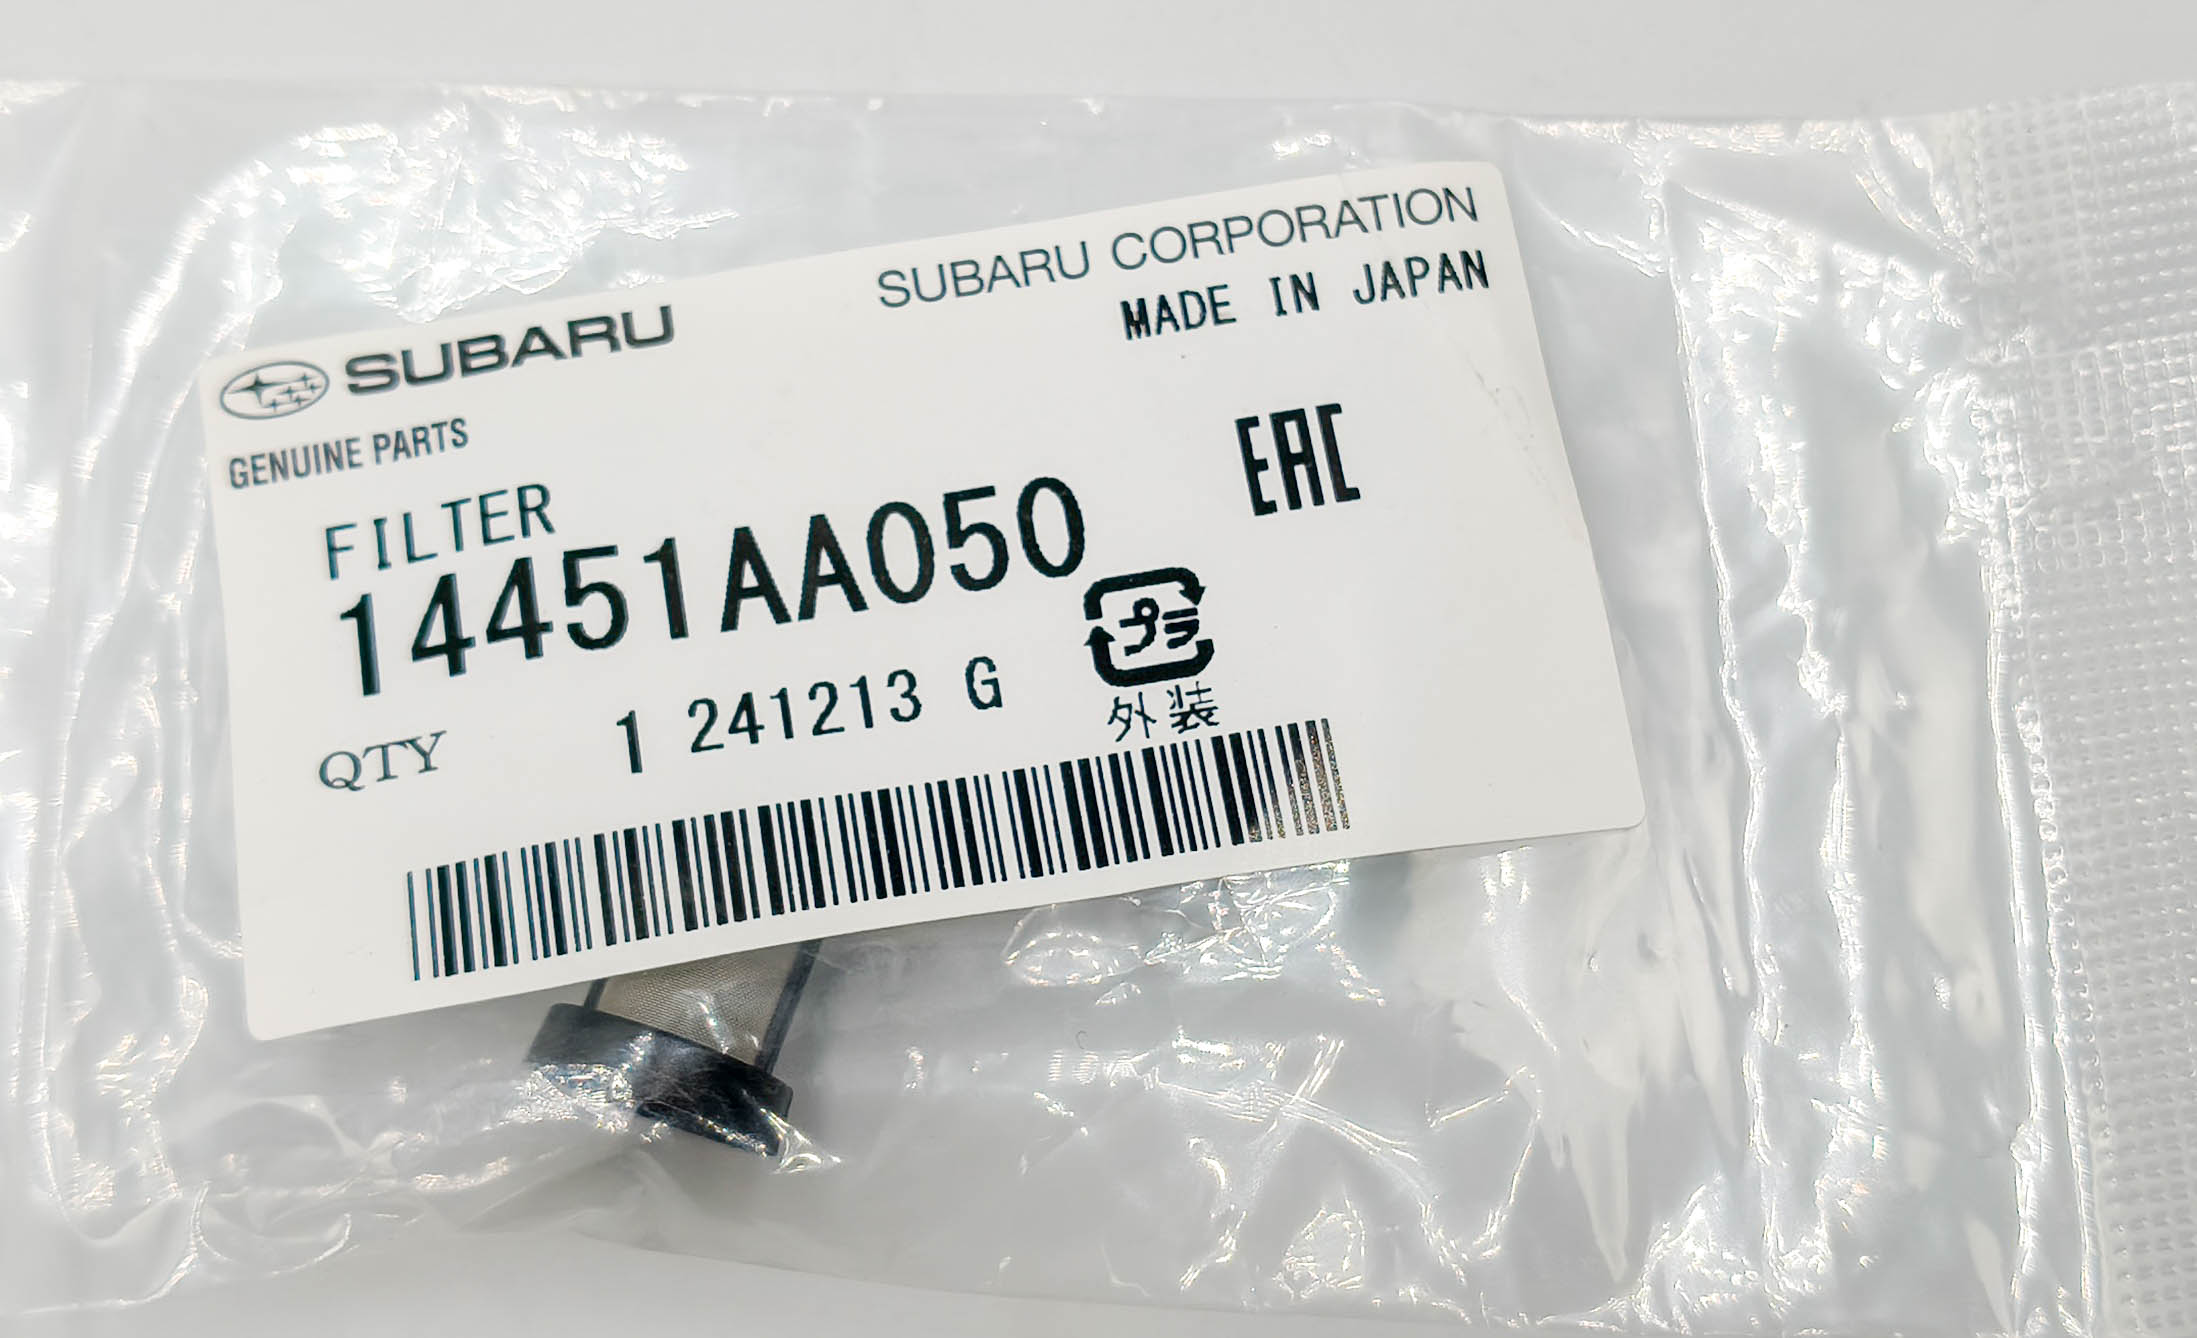 SUBARU CORPORATION
MADE IN JAPAN
SUBARU
GENUINE PARTS
EAC
FILTER
14451AA050
プラ
外装
QTY 1 241213 G